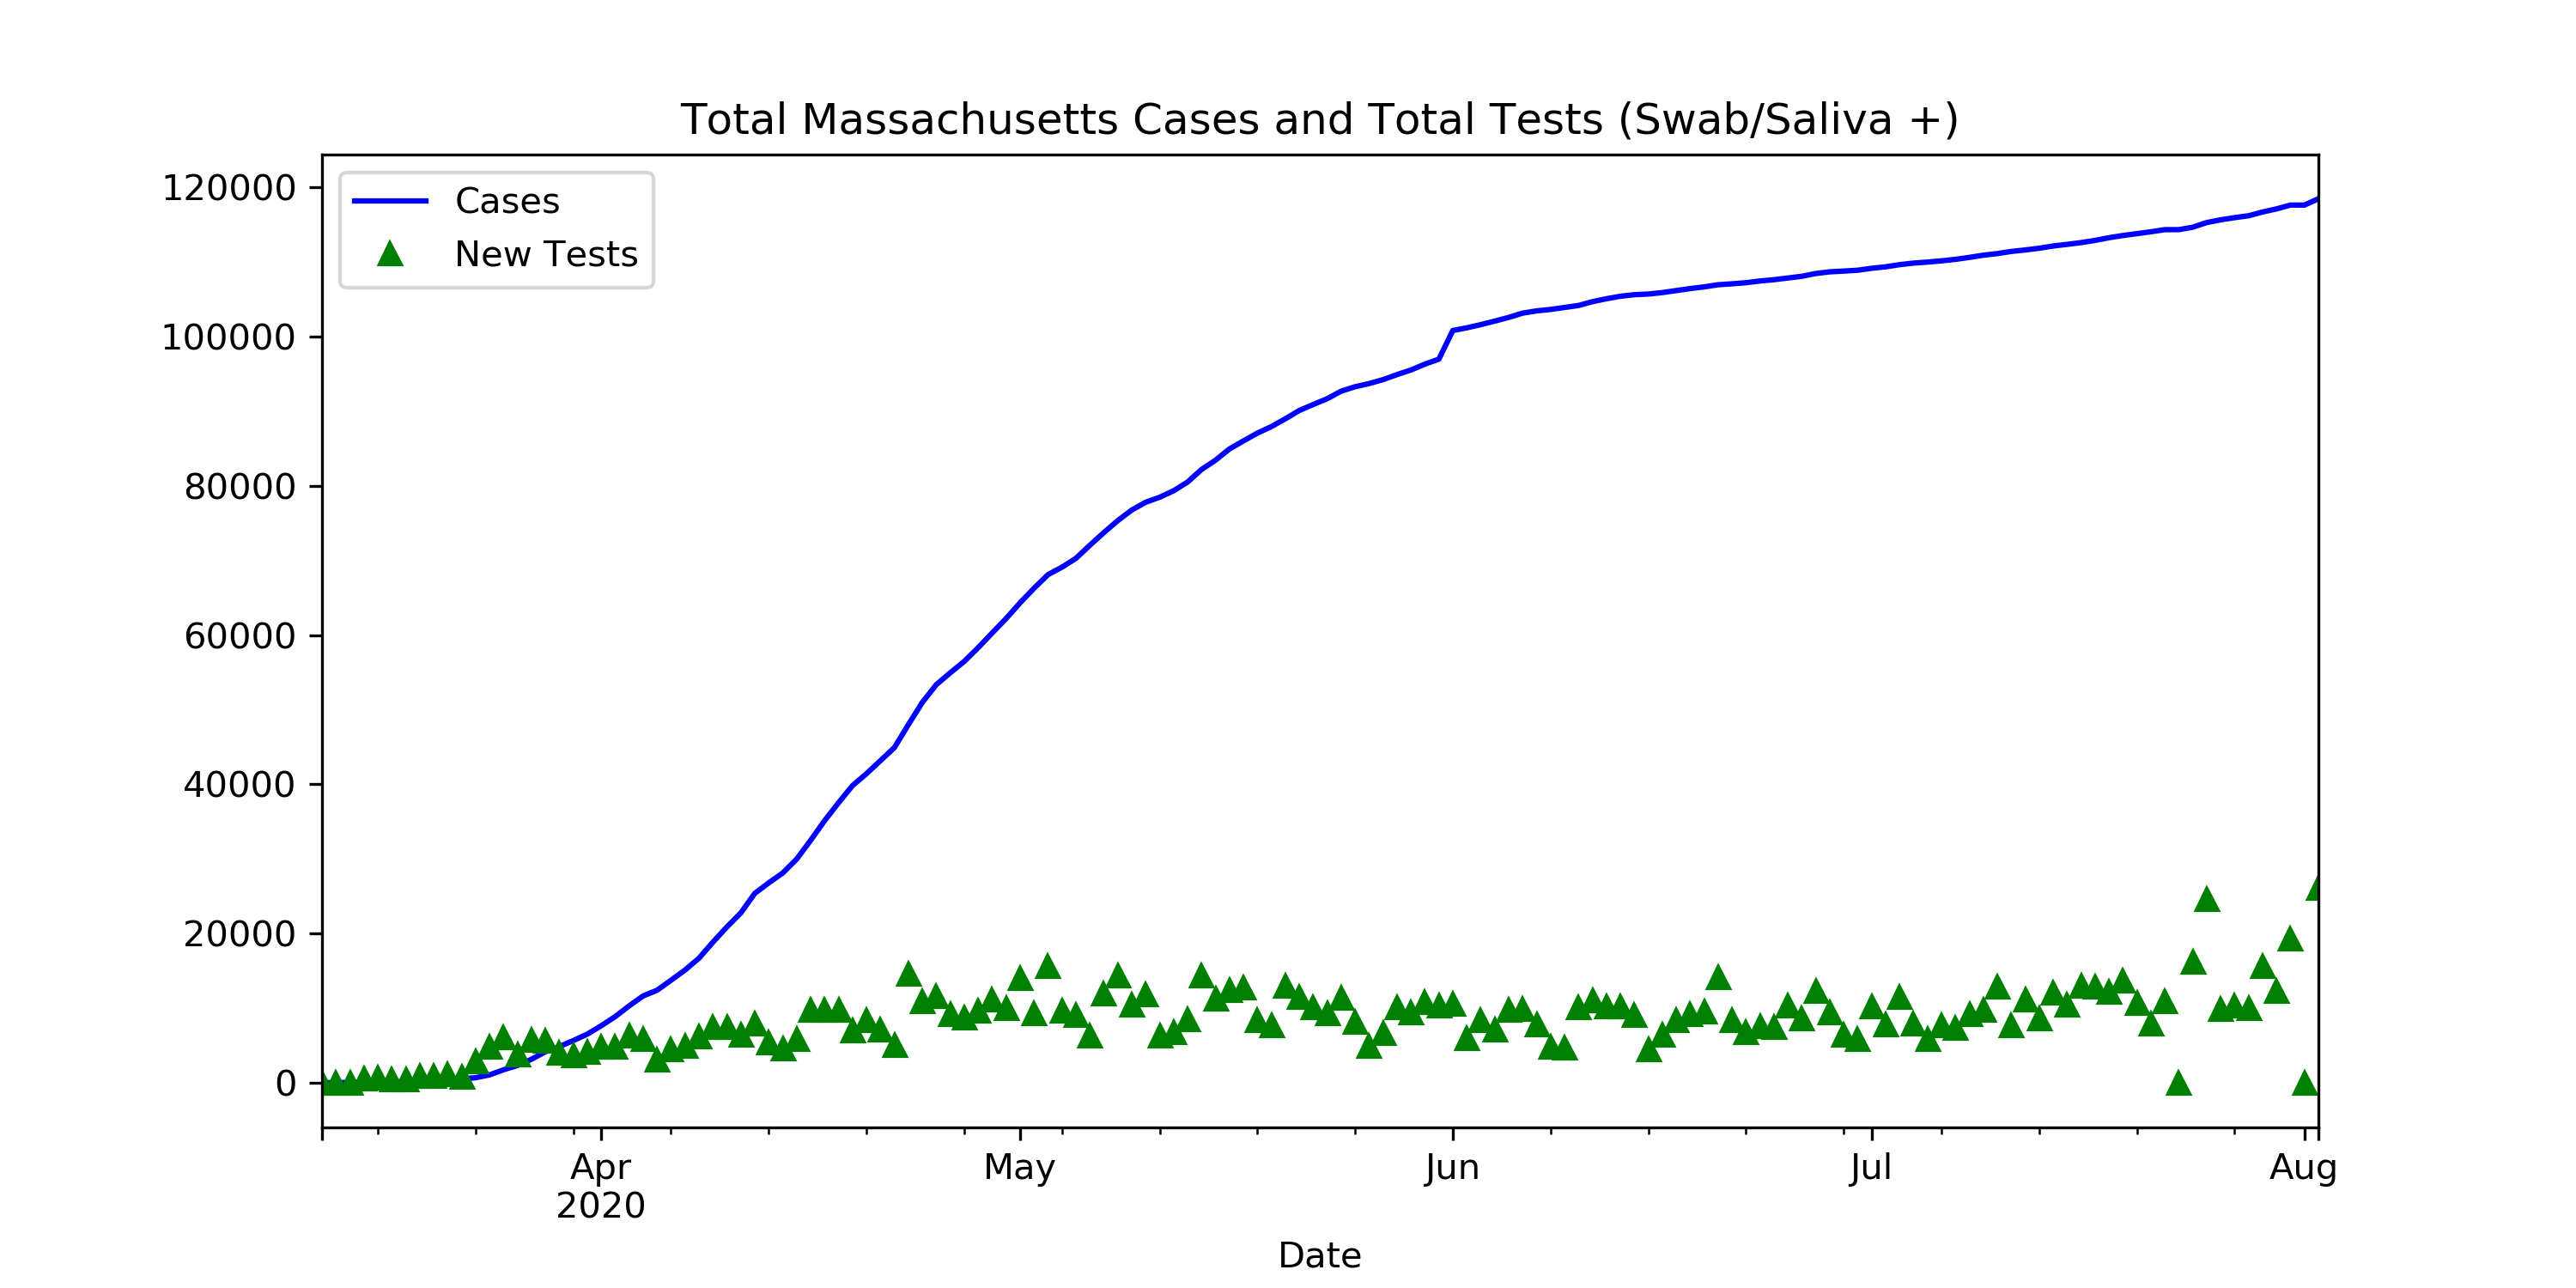 Total Massachusetts Cases and Total Tests (Swab/Saliva +)
120000
100000
80000
60000
40000
20000
0
Cases
New Tests
Apr May Jun Jul Aug
2020
Date